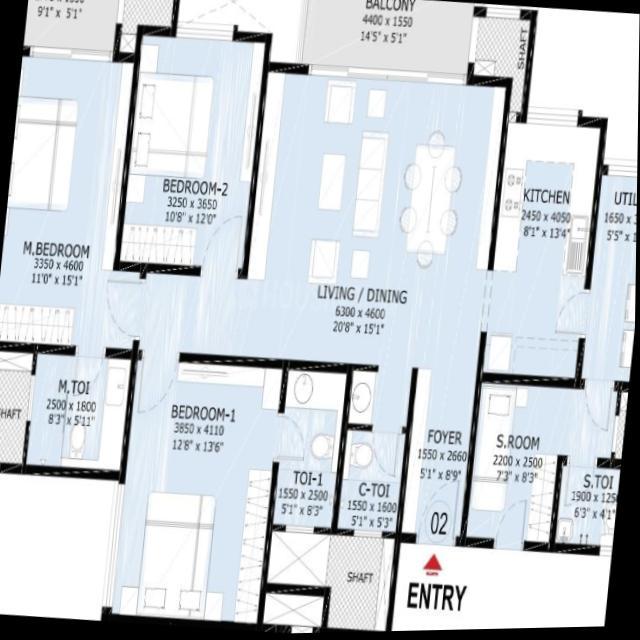 9'1" x 5'1"
BALCONY
4400 x 1550
14'5" x 5'1"
SHAFT
BEDROOM-2
3250 x 3650
10'8" x 12'0"
KITCHEN
2450 x 4050
8'1" x 13'4"
UTIL
1650 x
5'5" x
M.BEDROOM
3350 x 4600
11'0" x 15'1"
LIVING / DINING
6300 x 4600
20'8" x 15'1"
M.TOI
2500 x 1800
8'3" x 5'11"
SHAFT
BEDROOM-1
3850 x 4110
12'8" x 13'6"
FOYER
1550 x 2660
5'1" x 8'9"
S.ROOM
2200 x 2500
7'3" x 8'3"
TOI-1
1550 x 2500
5'1" x 8'3"
C-TOI
1550 x 1600
5'1" x 5'3"
S.TOI
1900 x 1250
6'3" x 4'1"
02
SHAFT
ENTRY